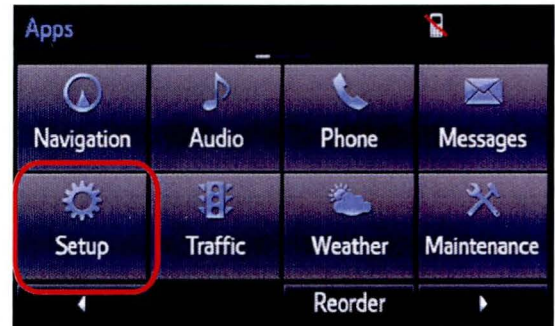 Apps
Navigation Audio Phone Messages
Setup Traffic Weather Maintenance
Reorder